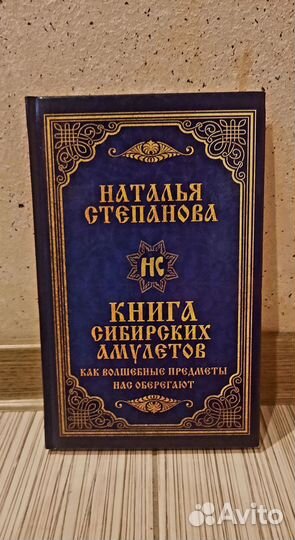 НАТАЛЬЯ
СТЕПАНОВА
НС
КНИГА
СИБИРСКИХ
АМУЛЕТОВ
КАК ВОЛШЕБНЫЕ ПРЕДМЕТЫ
НАС ОБЕРЕГАЮТ
Avito